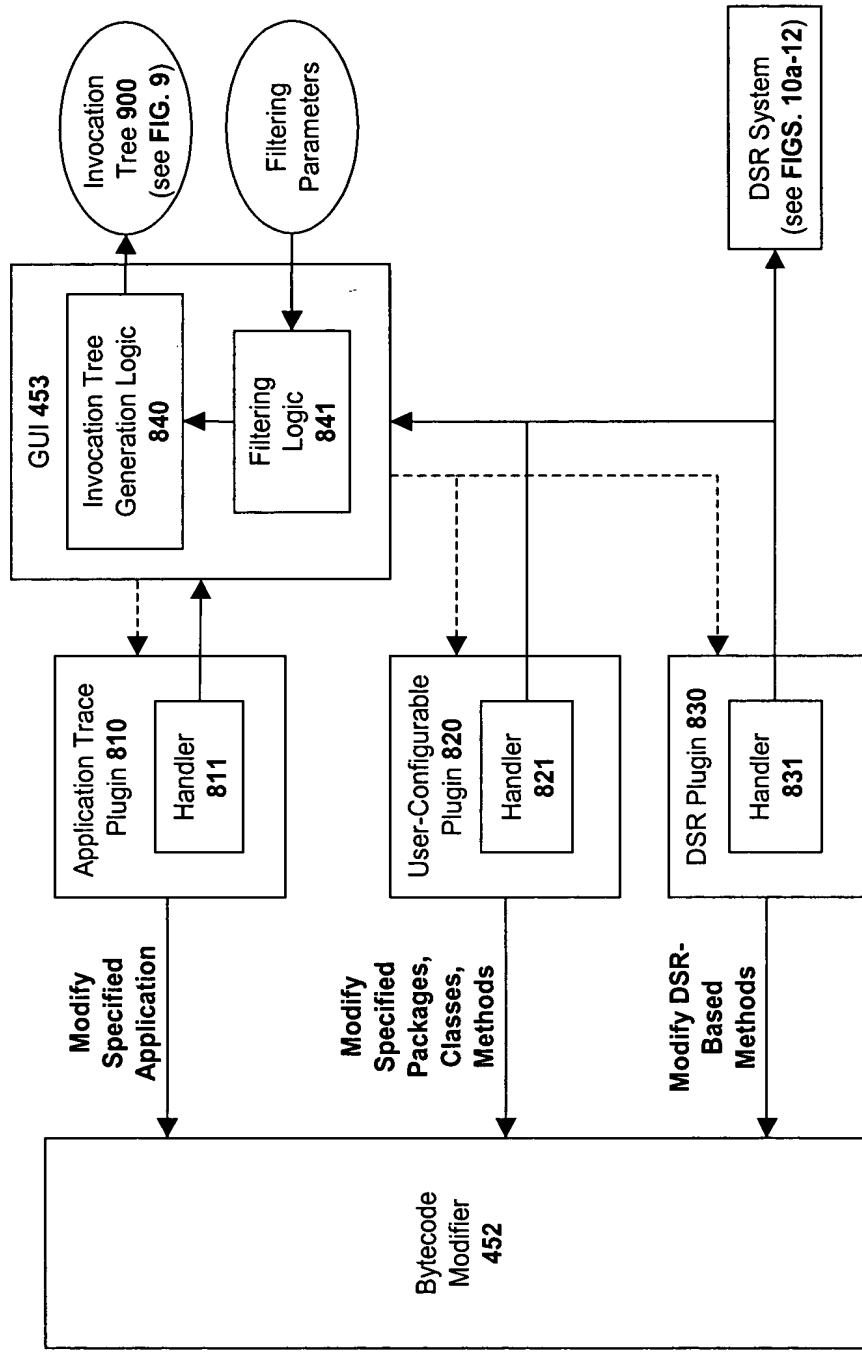 Bytecode
Modifier
452
Modify
Specified
Application
Modify
Specified
Packages,
Classes,
Methods
Modify DSR-
Based
Methods
Application Trace
Plugin 810
Handler
811
User-Configurable
Plugin 820
Handler
821
DSR Plugin 830
Handler
831
GUI 453
Invocation Tree
Generation Logic
840
Filtering
Logic
841
Invocation
Tree 900
(see FIG. 9)
Filtering
Parameters
DSR System
(see FIGS. 10a-12)